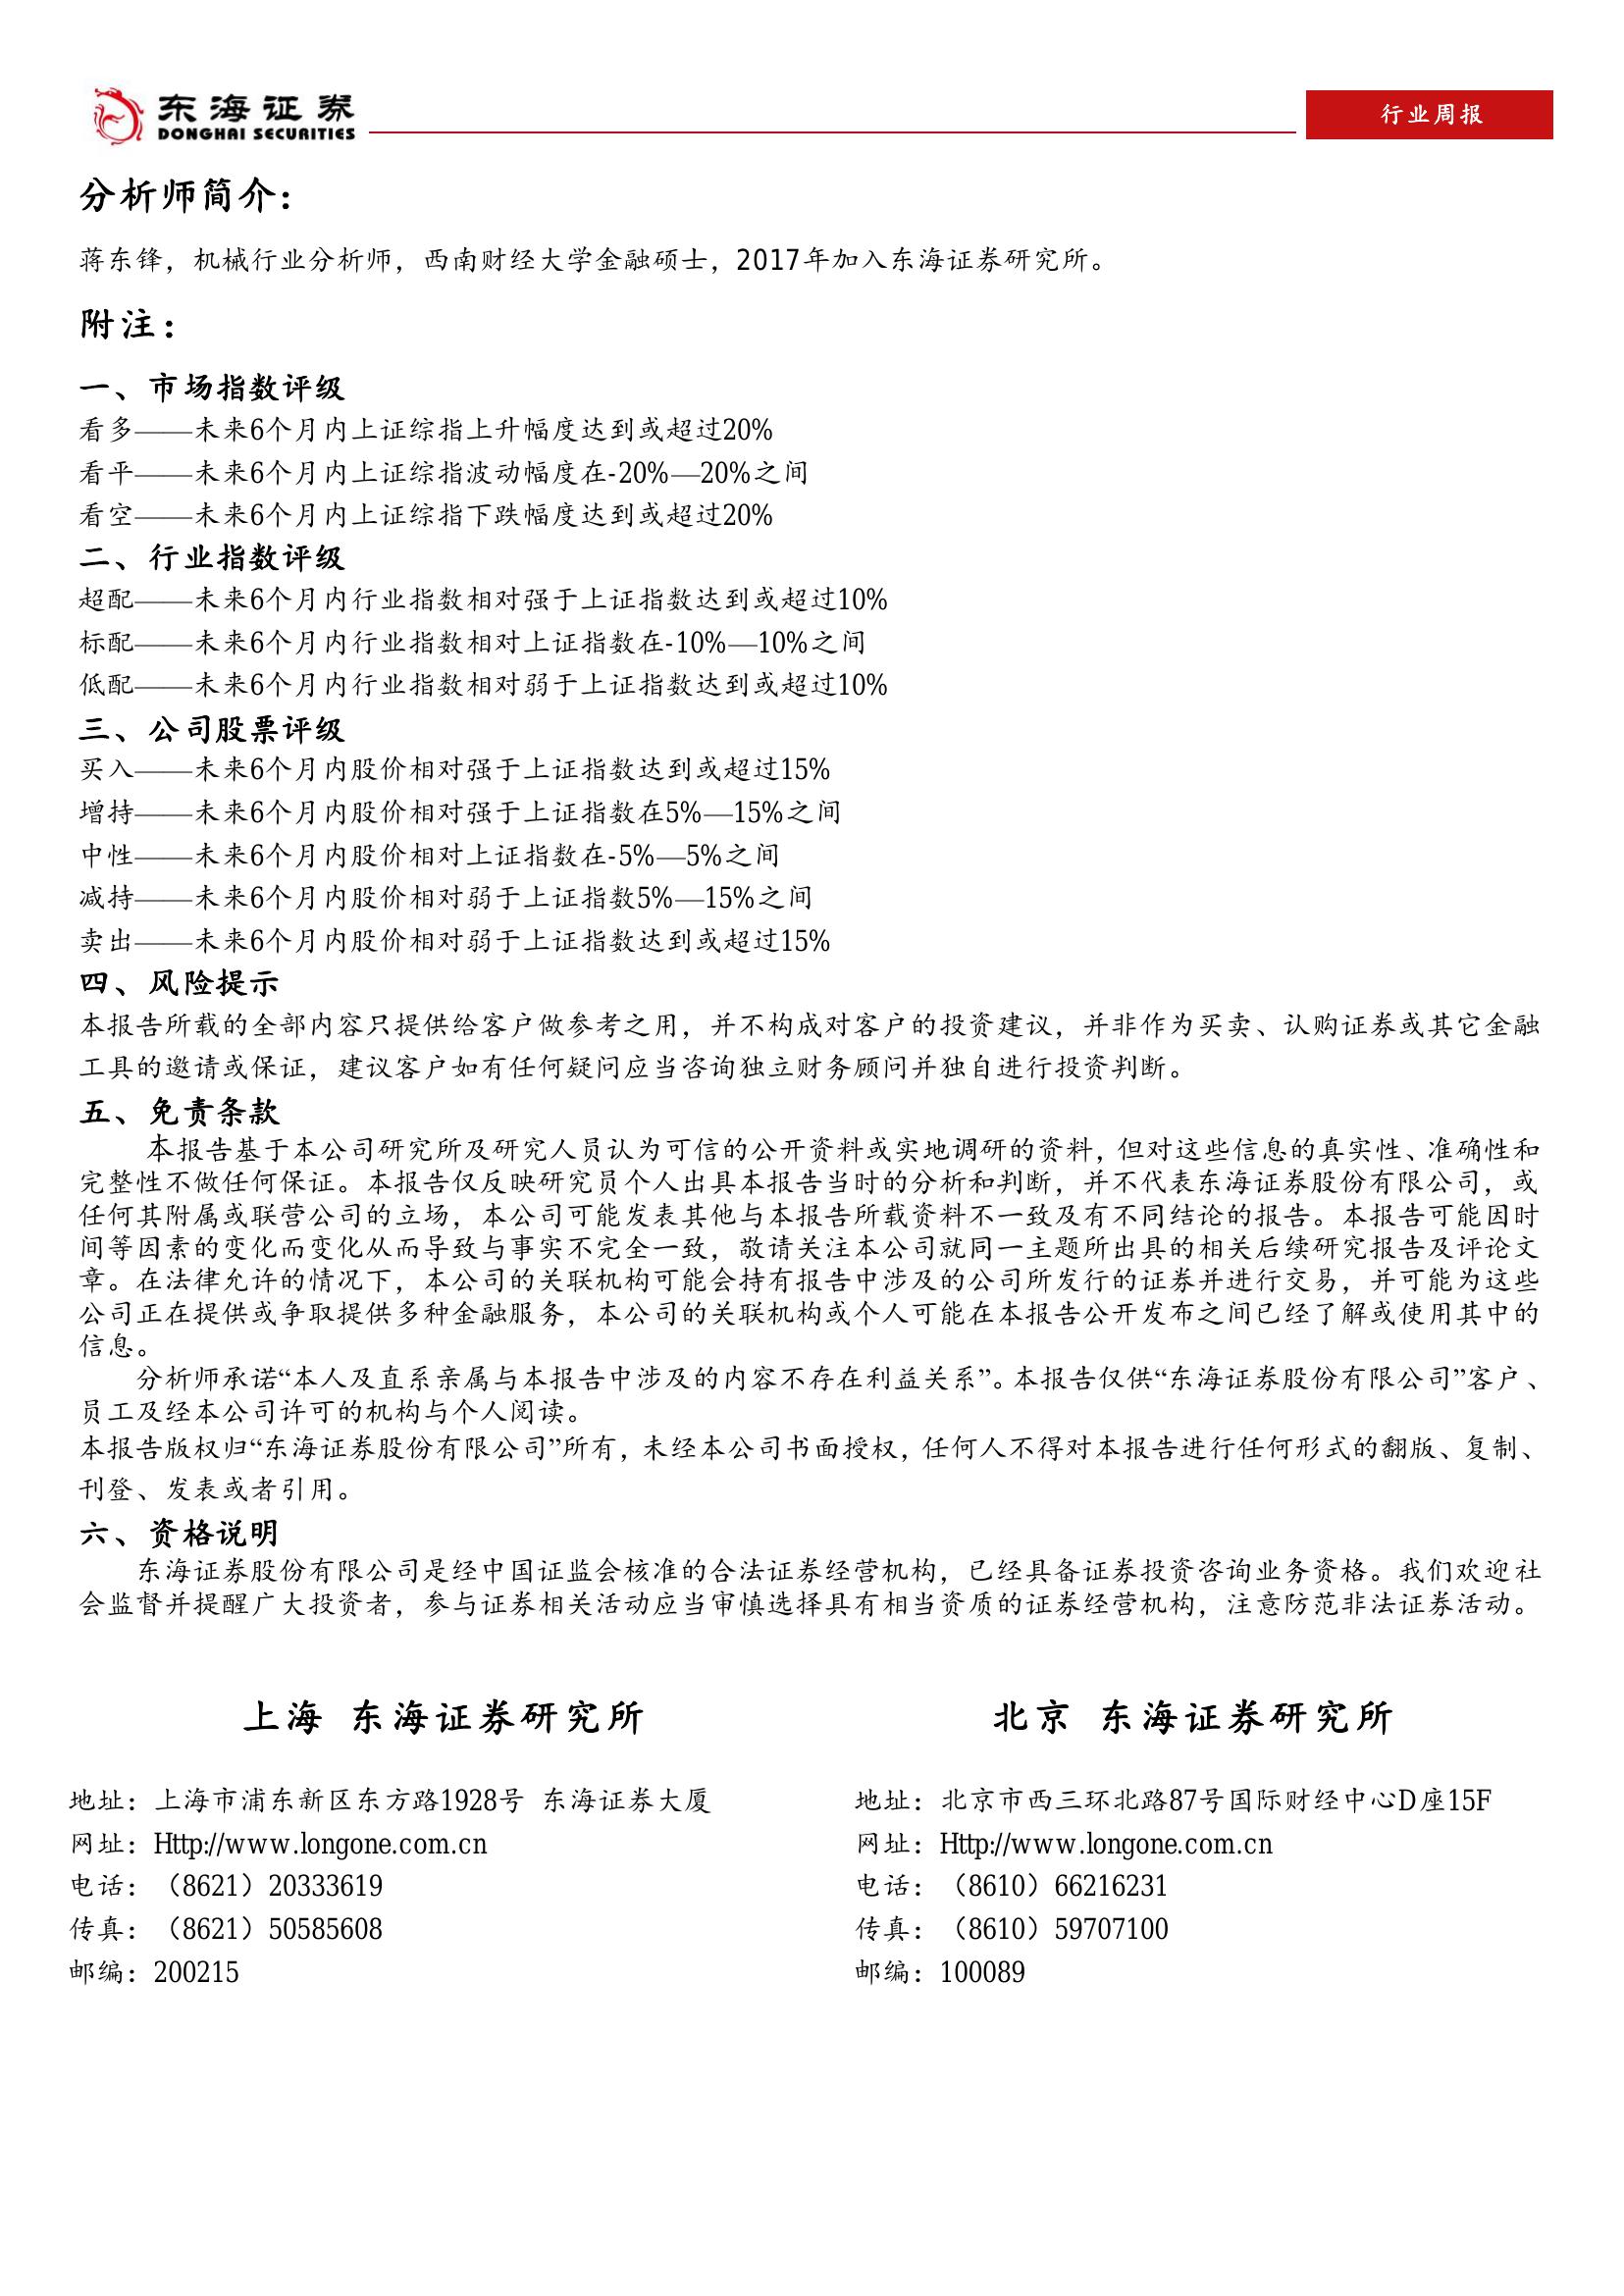 东海证券
DONGHAI SECURITIES
行业周报
分析师简介：
蒋东锋，机械行业分析师，西南财经大学金融硕士，2017年加入东海证券研究所。
附注：
一、市场指数评级
看多——未来6个月内上证综指上升幅度达到或超过20%
看平——未来6个月内上证综指波动幅度在-20%—20%之间
看空——未来6个月内上证综指下跌幅度达到或超过20%
二、行业指数评级
超配——未来6个月内行业指数相对强于上证指数达到或超过10%
标配——未来6个月内行业指数相对上证指数在-10%—10%之间
低配——未来6个月内行业指数相对弱于上证指数达到或超过10%
三、公司股票评级
买入——未来6个月内股价相对强于上证指数达到或超过15%
增持——未来6个月内股价相对强于上证指数在5%—15%之间
中性——未来6个月内股价相对上证指数在-5%—5%之间
减持——未来6个月内股价相对弱于上证指数5%—15%之间
卖出——未来6个月内股价相对弱于上证指数达到或超过15%
四、风险提示
本报告所载的全部内容只提供给客户做参考之用，并不构成对客户的投资建议，并非作为买卖、认购证券或其它金融
工具的邀请或保证，建议客户如有任何疑问应当咨询独立财务顾问并独自进行投资判断。
五、免责条款
本报告基于本公司研究所及研究人员认为可信的公开资料或实地调研的资料，但对这些信息的真实性、准确性和
完整性不做任何保证。本报告仅反映研究员个人出具本报告当时的分析和判断，并不代表东海证券股份有限公司，或
任何其附属或联营公司的立场，本公司可能发表其他与本报告所载资料不一致及有不同结论的报告。本报告可能因时
间等因素的变化而变化从而导致与事实不完全一致，敬请关注本公司就同一主题所出具的相关后续研究报告及评论文
章。在法律允许的情况下，本公司的关联机构可能会持有报告中涉及的公司所发行的证券并进行交易，并可能为这些
公司正在提供或争取提供多种金融服务，本公司的关联机构或个人可能在本报告公开发布之间已经了解或使用其中的
信息。
分析师承诺“本人及直系亲属与本报告中涉及的内容不存在利益关系”。本报告仅供“东海证券股份有限公司”客户、
员工及经本公司许可的机构与个人阅读。
本报告版权归“东海证券股份有限公司”所有，未经本公司书面授权，任何人不得对本报告进行任何形式的翻版、复制、
刊登、发表或者引用。
六、资格说明
东海证券股份有限公司是经中国证监会核准的合法证券经营机构，已经具备证券投资咨询业务资格。我们欢迎社
会监督并提醒广大投资者，参与证券相关活动应当审慎选择具有相当资质的证券经营机构，注意防范非法证券活动。
上海 东海证券研究所
地址：上海市浦东新区东方路1928号 东海证券大厦
网址：Http://www.longone.com.cn
电话：（8621）20333619
传真：（8621）50585608
邮编：200215
北京 东海证券研究所
地址：北京市西三环北路87号国际财经中心D座15F
网址：Http://www.longone.com.cn
电话：（8610）66216231
传真：（8610）59707100
邮编：100089